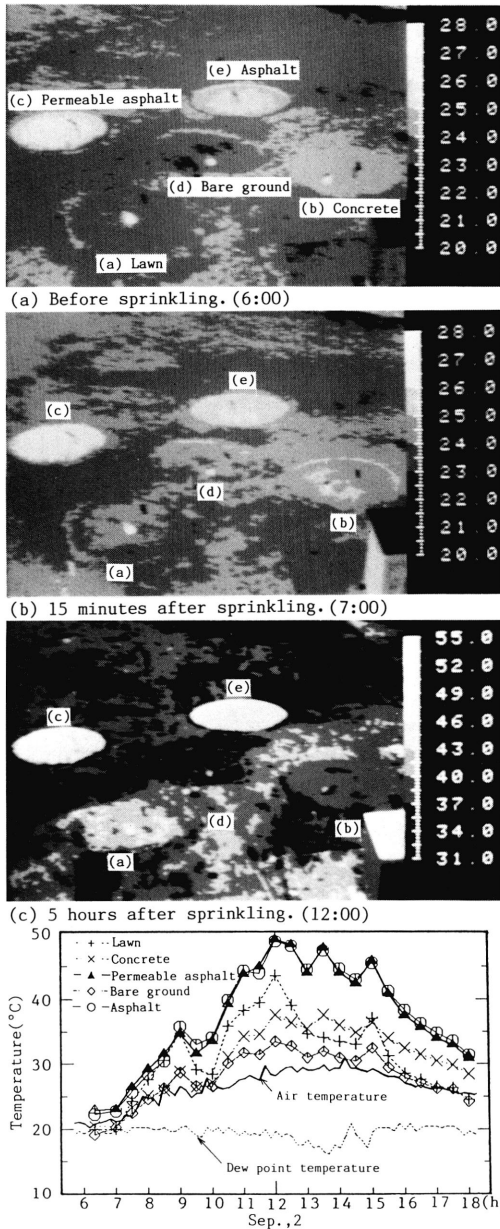 28.0
27.0
(e) Asphalt
26.0
(c) Permeable asphalt
25.0
24.0
23.0
(d) Bare ground
22.0
(b) Concrete
21.0
(a) Lawn
20.0
(a) Before sprinkling. (6:00)
28.0
27.0
(e)
26.0
(c)
25.0
24.0
23.0
(d)
22.0
(b)
21.0
(a)
20.0
(b) 15 minutes after sprinkling. (7:00)
55.0
52.0
(e)
49.0
(c)
46.0
43.0
40.0
37.0
(d)
(b)
34.0
(a)
31.0
(c) 5 hours after sprinkling. (12:00)
50
Lawn
Concrete
Permeable asphalt
Bare ground
Asphalt
40
Temperature(°C)
30
Air temperature
20
Dew point temperature
10
6 7 8 9 10 11 12 13 14 15 16 17 18(h
Sep.,2